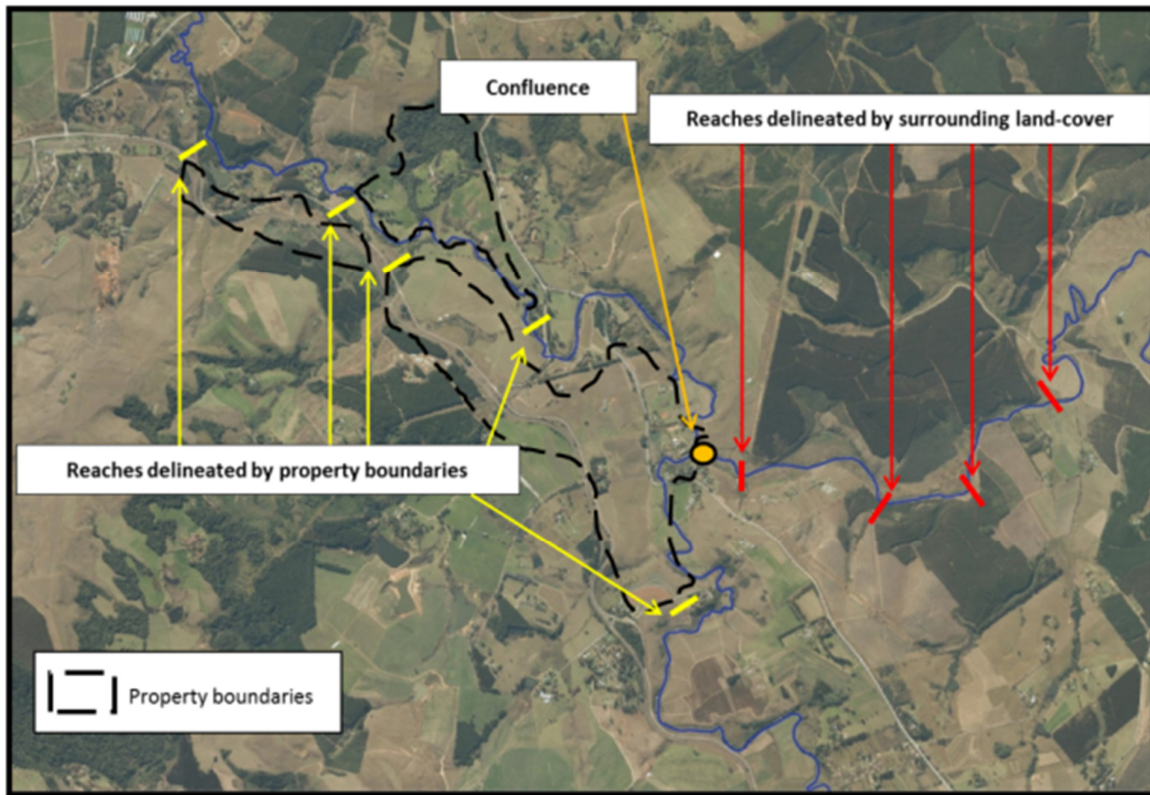 Confluence
Reaches delineated by surrounding land-cover
Reaches delineated by property boundaries
Property boundaries